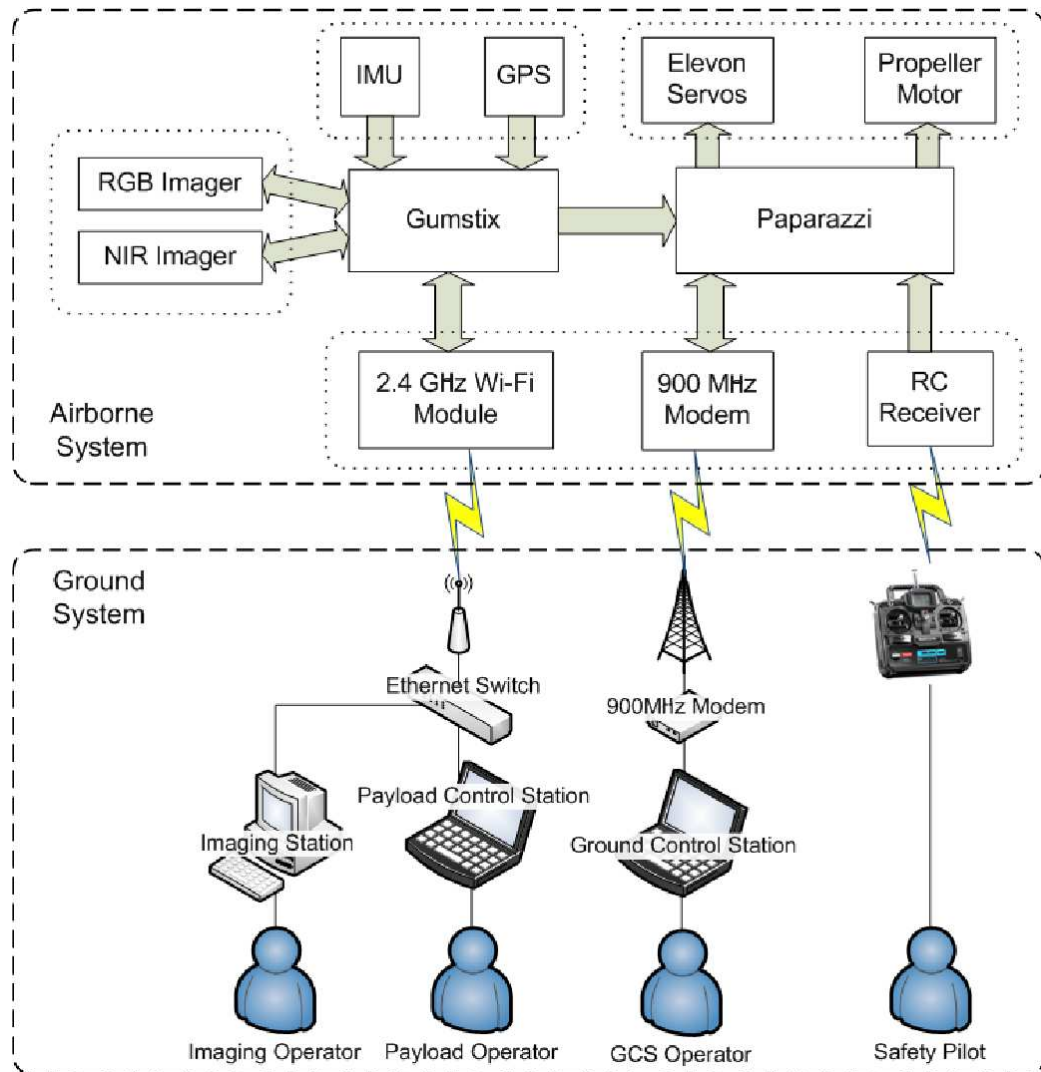 IMU
GPS
Elevon
Servos
Propeller
Motor
RGB Imager
NIR Imager
Gumstix
Paparazzi
2.4 GHz Wi-Fi
Module
900 MHz
Modem
RC
Receiver
Airborne
System
Ground
System
Ethernet Switch
900MHz Modem
Payload Control Station
Imaging Station
Ground Control Station
Imaging Operator
Payload Operator
GCS Operator
Safety Pilot